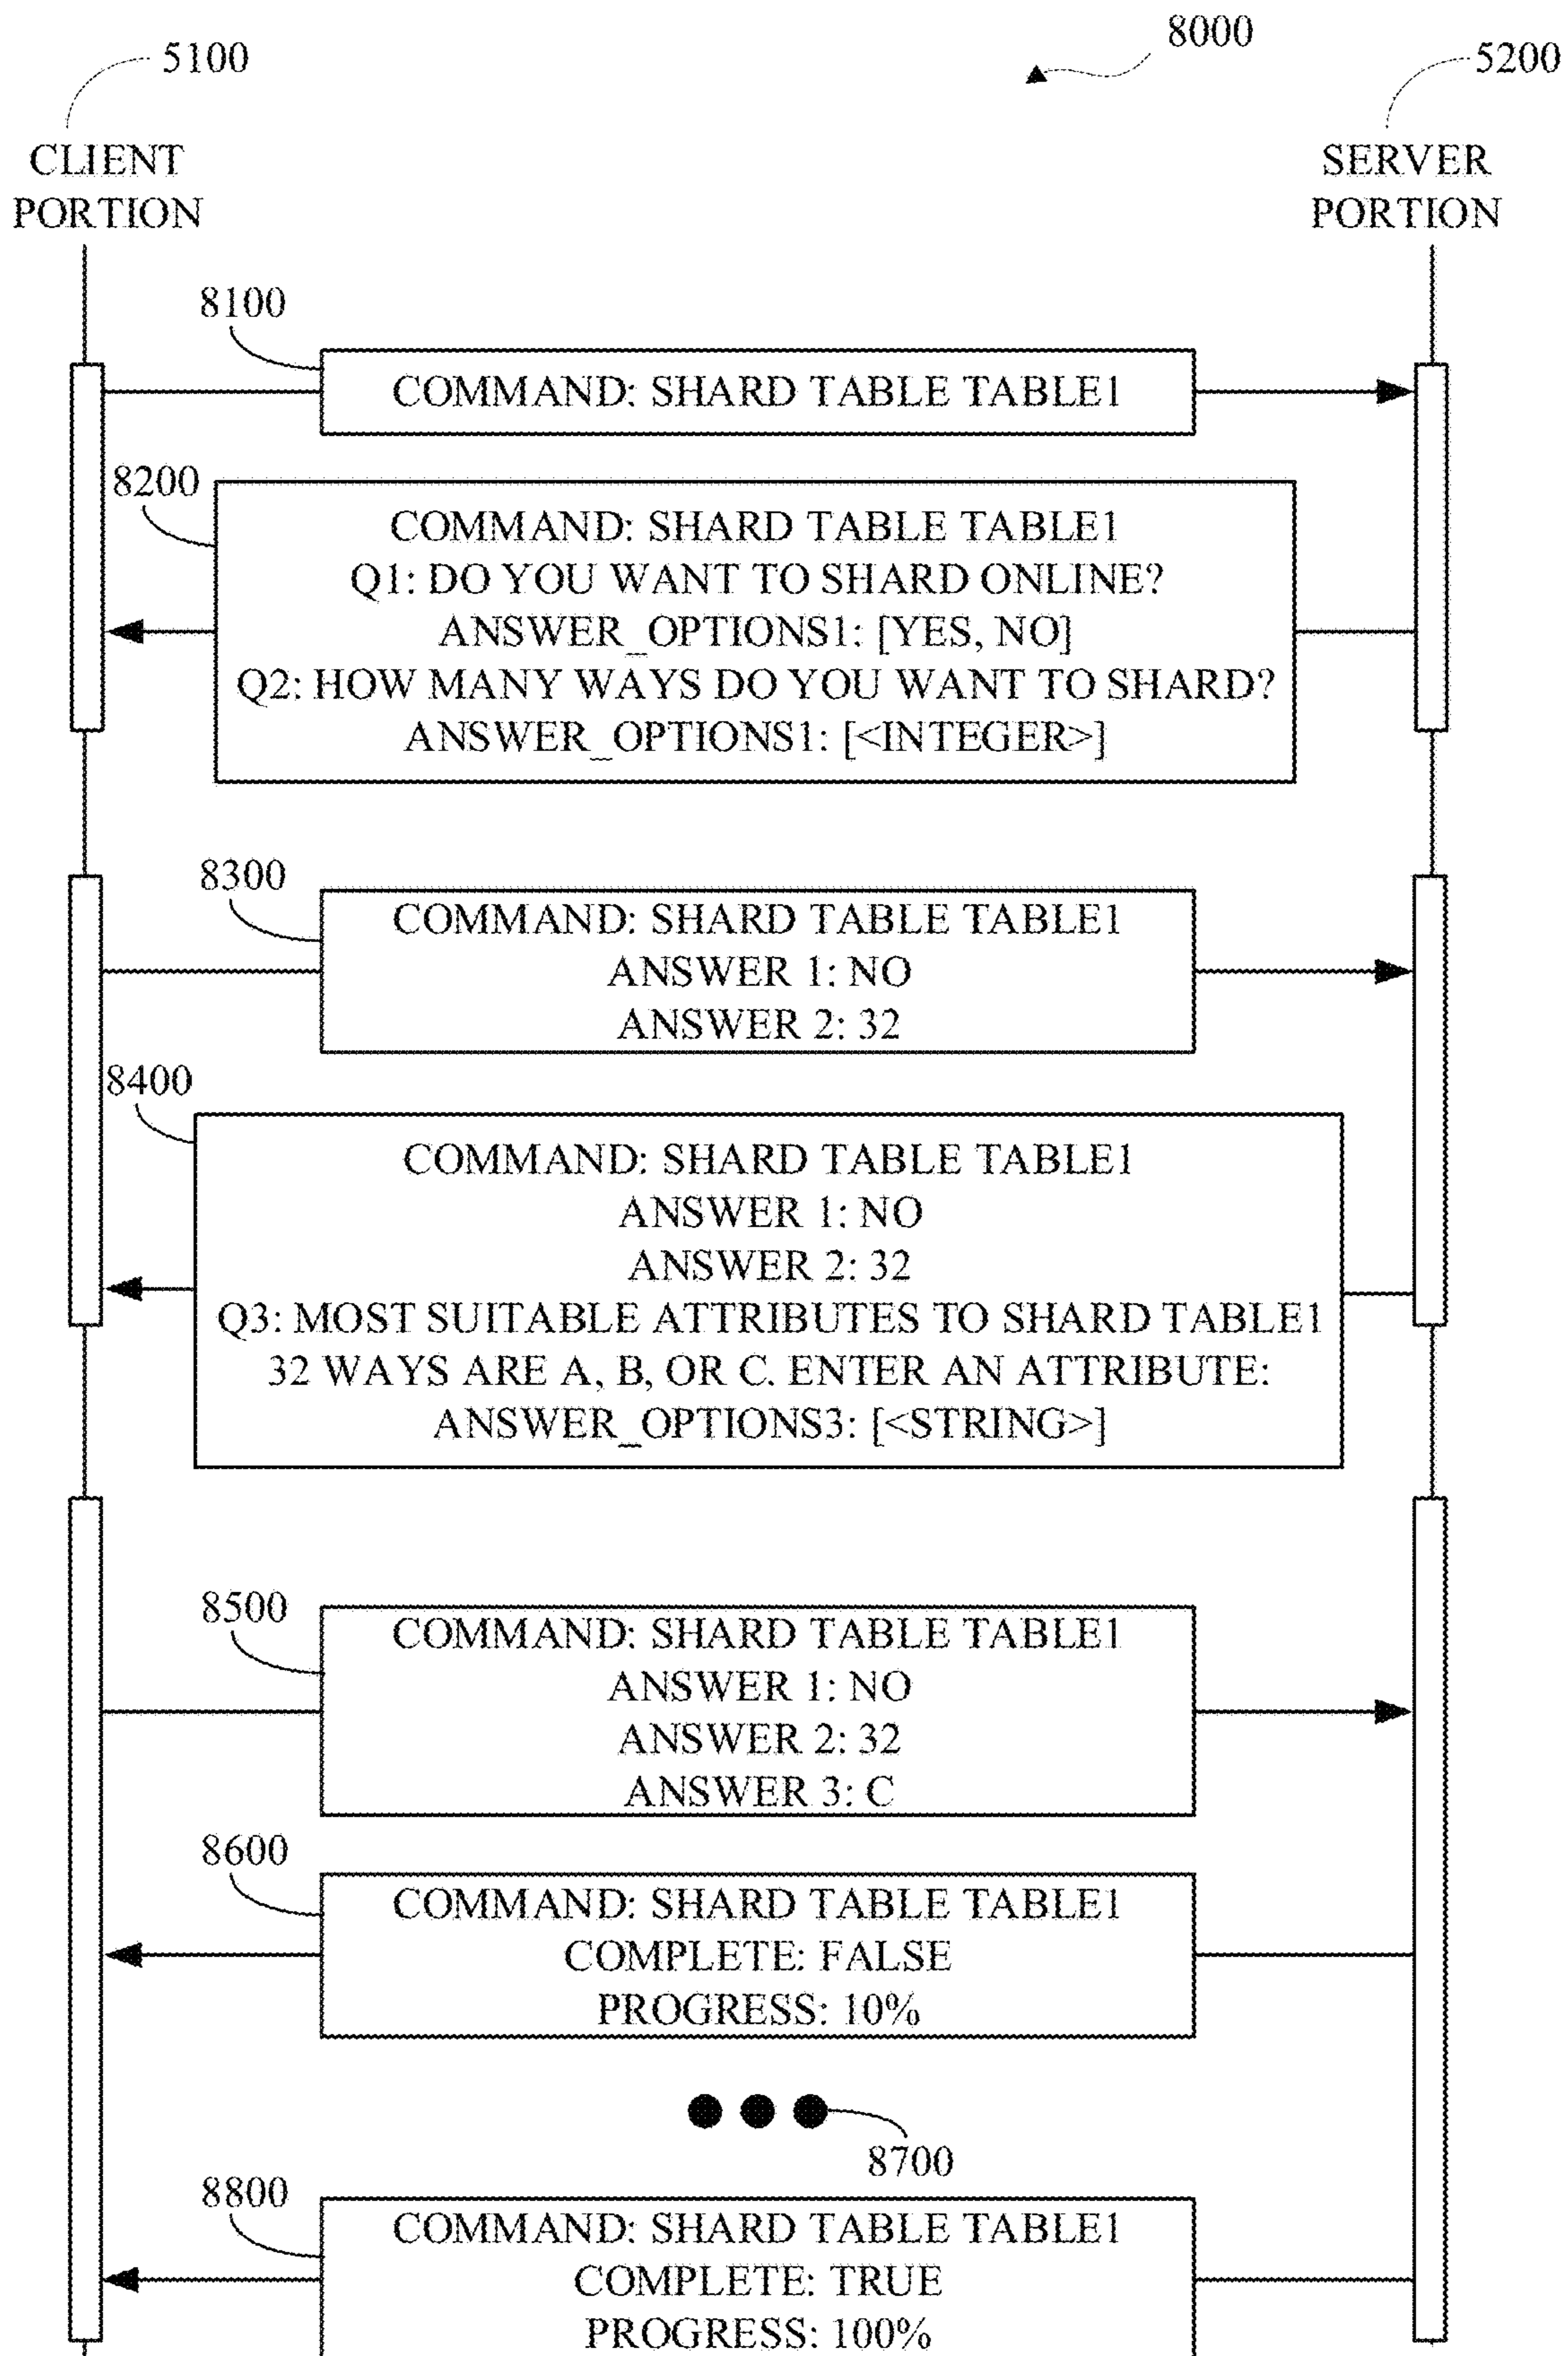 8000
5100
5200
CLIENT
PORTION
SERVER
PORTION
8100
COMMAND: SHARD TABLE TABLE1
8200
COMMAND: SHARD TABLE TABLE1
Q1: DO YOU WANT TO SHARD ONLINE?
ANSWER_OPTIONS1: [YES, NO]
Q2: HOW MANY WAYS DO YOU WANT TO SHARD?
ANSWER_OPTIONS1: [<INTEGER>]
8300
COMMAND: SHARD TABLE TABLE1
ANSWER 1: NO
ANSWER 2: 32
8400
COMMAND: SHARD TABLE TABLE1
ANSWER 1: NO
ANSWER 2: 32
Q3: MOST SUITABLE ATTRIBUTES TO SHARD TABLE1
32 WAYS ARE A, B, OR C. ENTER AN ATTRIBUTE:
ANSWER_OPTIONS3: [<STRING>]
8500
COMMAND: SHARD TABLE TABLE1
ANSWER 1: NO
ANSWER 2: 32
ANSWER 3: C
8600
COMMAND: SHARD TABLE TABLE1
COMPLETE: FALSE
PROGRESS: 10%
8700
8800
COMMAND: SHARD TABLE TABLE1
COMPLETE: TRUE
PROGRESS: 100%